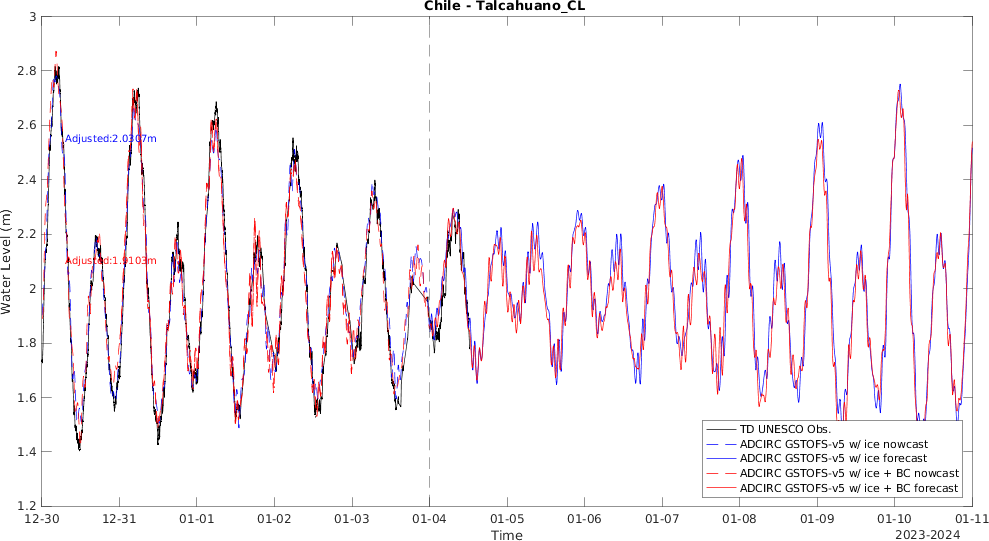 Chile - Talcahuano_CL
3
2.8
2.6
2.4
2.2
2
1.8
1.6
1.4
1.2
Water Level (m)
Adjusted:2.0307m
Adjusted:1.9103m
TD UNESCO Obs.
ADCIRC GSTOFS-v5 w/ ice nowcast
ADCIRC GSTOFS-v5 w/ ice forecast
ADCIRC GSTOFS-v5 w/ ice + BC nowcast
ADCIRC GSTOFS-v5 w/ ice + BC forecast
12-30 12-31 01-01 01-02 01-03 01-04 01-05 01-06 01-07 01-08 01-09 01-10 01-11
Time
2023-2024